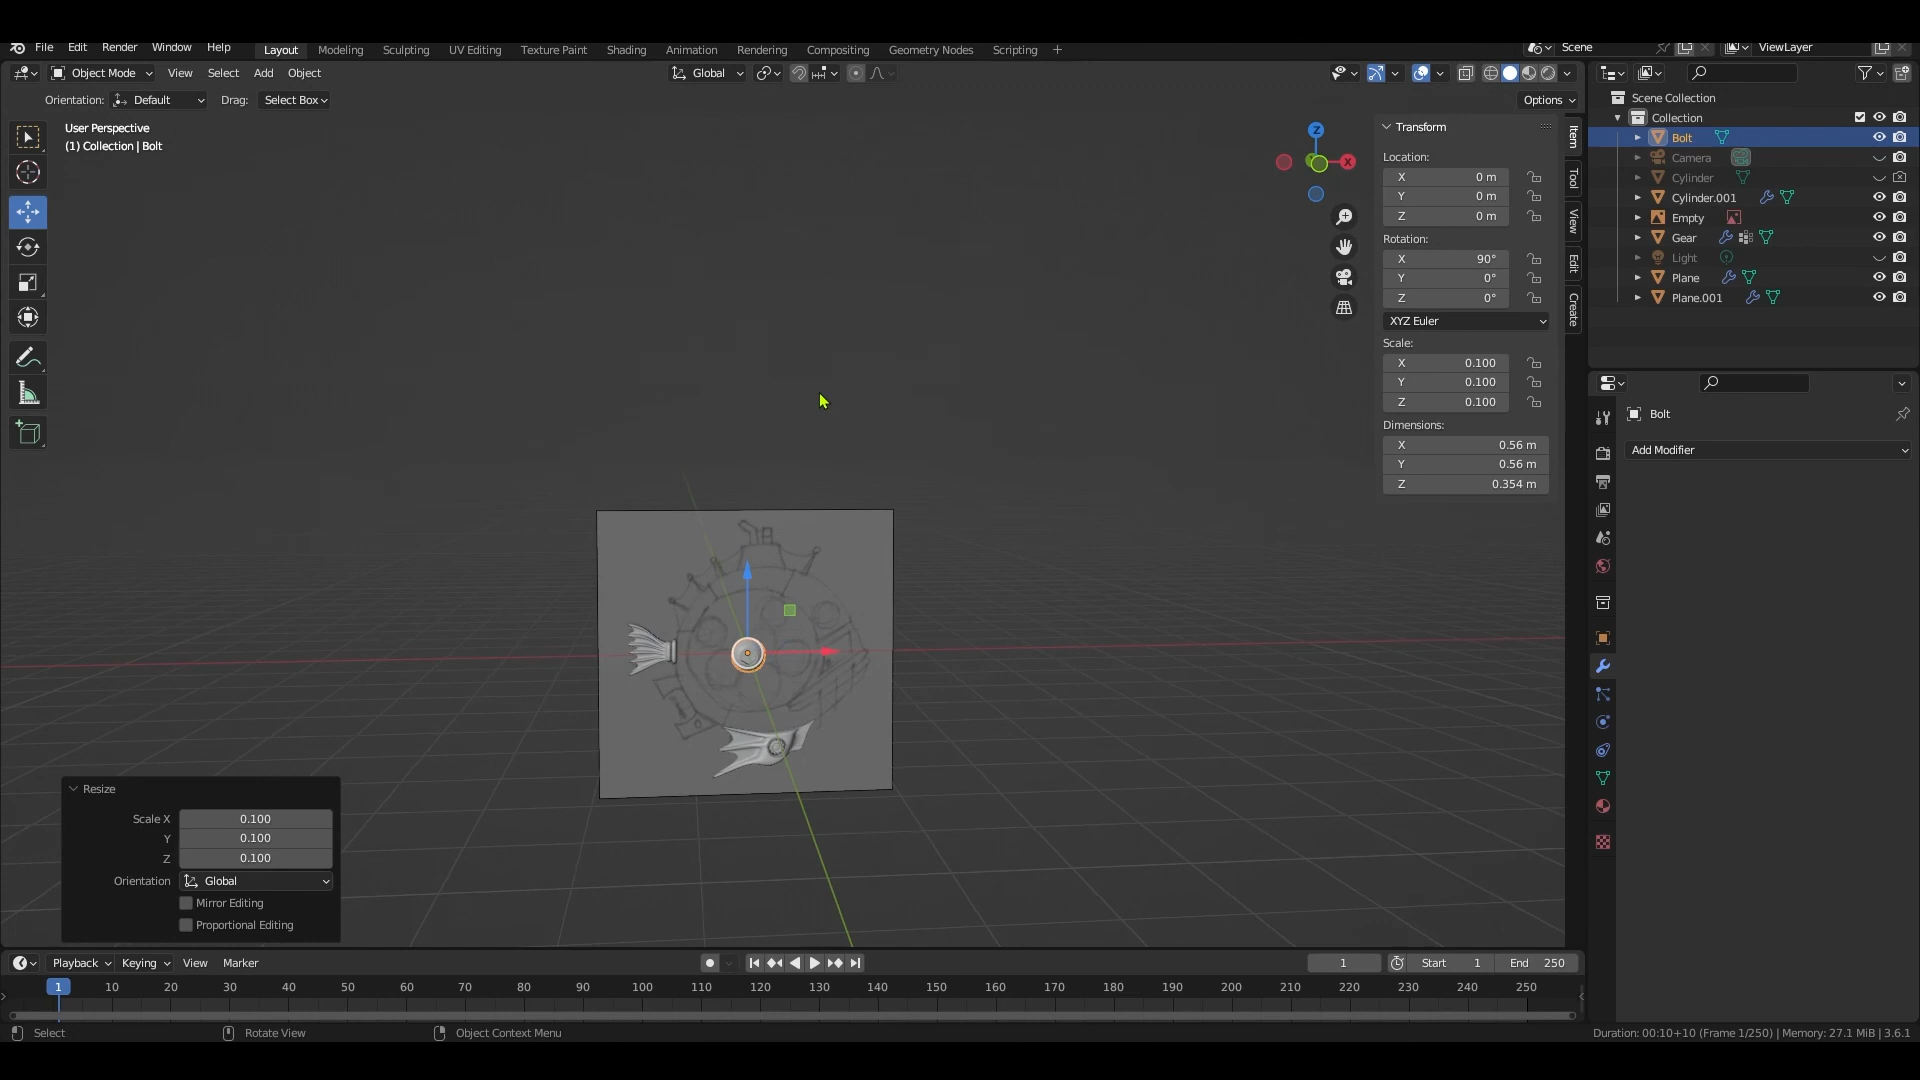 File Edit Render Window Help Layout Modeling Sculpting UV Editing Texture Paint Shading Animation Rendering Compositing Geometry Nodes Scripting + Scene ViewLayer
Object Mode View Select Add Object Global
Orientation: Default Drag: Select Box Options
User Perspective
(1) Collection | Bolt
Z
X
Transform
Location:
X 0 m
Y 0 m
Z 0 m
Rotation:
X 90°
Y 0°
Z 0°
XYZ Euler
Scale:
X 0.100
Y 0.100
Z 0.100
Dimensions:
X 0.56 m
Y 0.56 m
Z 0.354 m
Item
Tool
View
Edit
Create
Scene Collection
Collection
Bolt
Camera
Cylinder
Cylinder.001
Empty
Gear
Light
Plane
Plane.001
Bolt
Add Modifier
Resize
Scale X 0.100
Y 0.100
Z 0.100
Orientation Global
Mirror Editing
Proportional Editing
Playback Keying View Marker 1 Start 1 End 250
1 10 20 30 40 50 60 70 80 90 100 110 120 130 140 150 160 170 180 190 200 210 220 230 240 250
Select Rotate View Object Context Menu Duration: 00:10+10 (Frame 1/250) | Memory: 27.1 MiB | 3.6.1